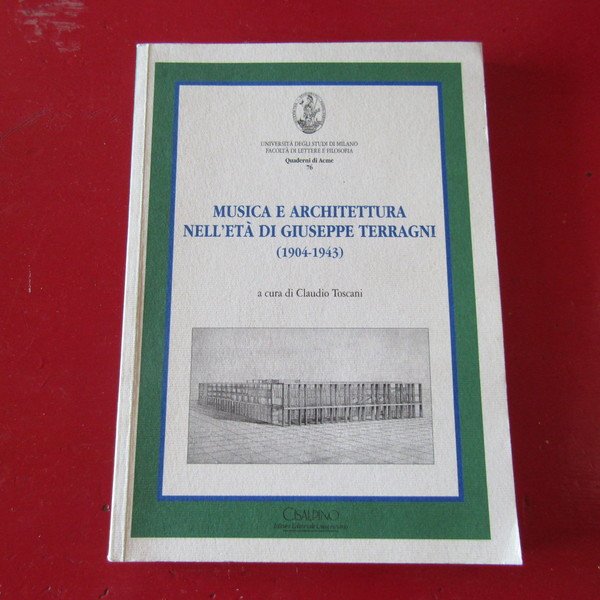 UNIVERSITÀ DEGLI STUDI DI MILANO
FACOLTÀ DI LETTERE E FILOSOFIA
Quaderni di Acme
76
MUSICA E ARCHITETTURA
NELL'ETÀ DI GIUSEPPE TERRAGNI
(1904-1943)
a cura di Claudio Toscani
CISALPINO